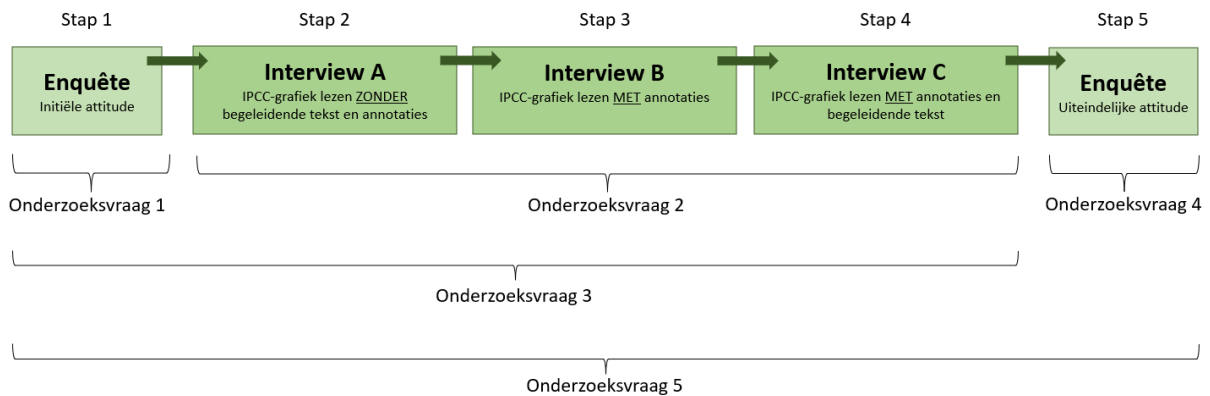 Stap 1
Stap 2
Stap 3
Stap 4
Stap 5
Enquête
Initiële attitude
Interview A
IPCC-grafiek lezen ZONDER
begeleidende tekst en annotaties
Interview B
IPCC-grafiek lezen MET annotaties
Interview C
IPCC-grafiek lezen MET annotaties en
begeleidende tekst
Enquête
Uiteindelijke attitude
Onderzoeksvraag 1
Onderzoeksvraag 2
Onderzoeksvraag 4
Onderzoeksvraag 3
Onderzoeksvraag 5